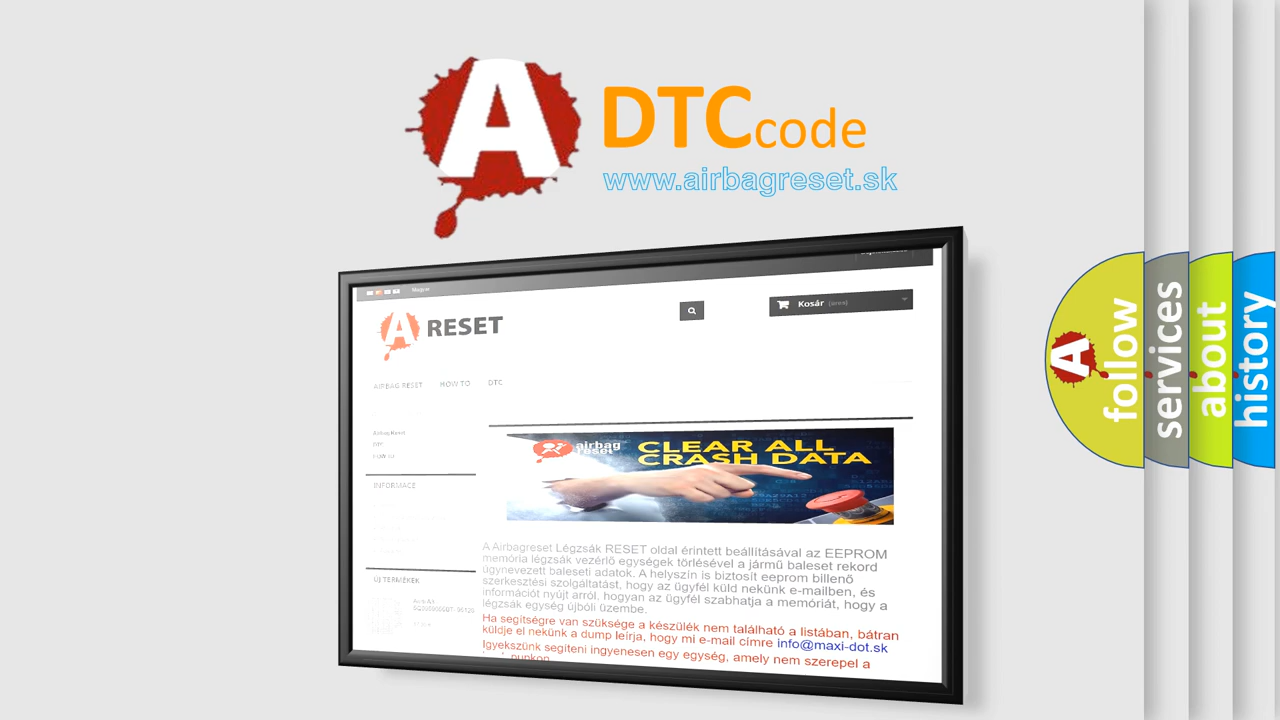 A
DTCcode
www.airbagreset.sk
Magyar
A RESET
Kosár (üres)
AIRBAG RESET HOW TO DTC
Airbag Reset
DTC
INFORMACE
airbag
reset
CLEAR ALL
CRASH DATA
A Airbagreset Légzsák RESET oldal érintett beállításával az EEPROM
memória légzsák vezérlő egységek törlésével a jármű baleset rekord
úgynevezett baleseti adatok. A helyszín is biztosít eeprom billenő
szerkesztési szolgáltatást, hogy az ügyfél küld nekünk e-mailben, és
információt nyújt arról, hogyan az ügyfél szabhatja a memóriát, hogy a
légzsák egység újbóli üzembe.
ÚJ TERMÉKEK
Ha segítségre van szüksége a készülék nem található a listában, bátran
küldje el nekünk a dump leírja, hogy mi e-mail címre info@maxi-dot.sk
Igyekszünk segíteni ingyenesen egy egység, amely nem szerepel a
follow
services
about
history